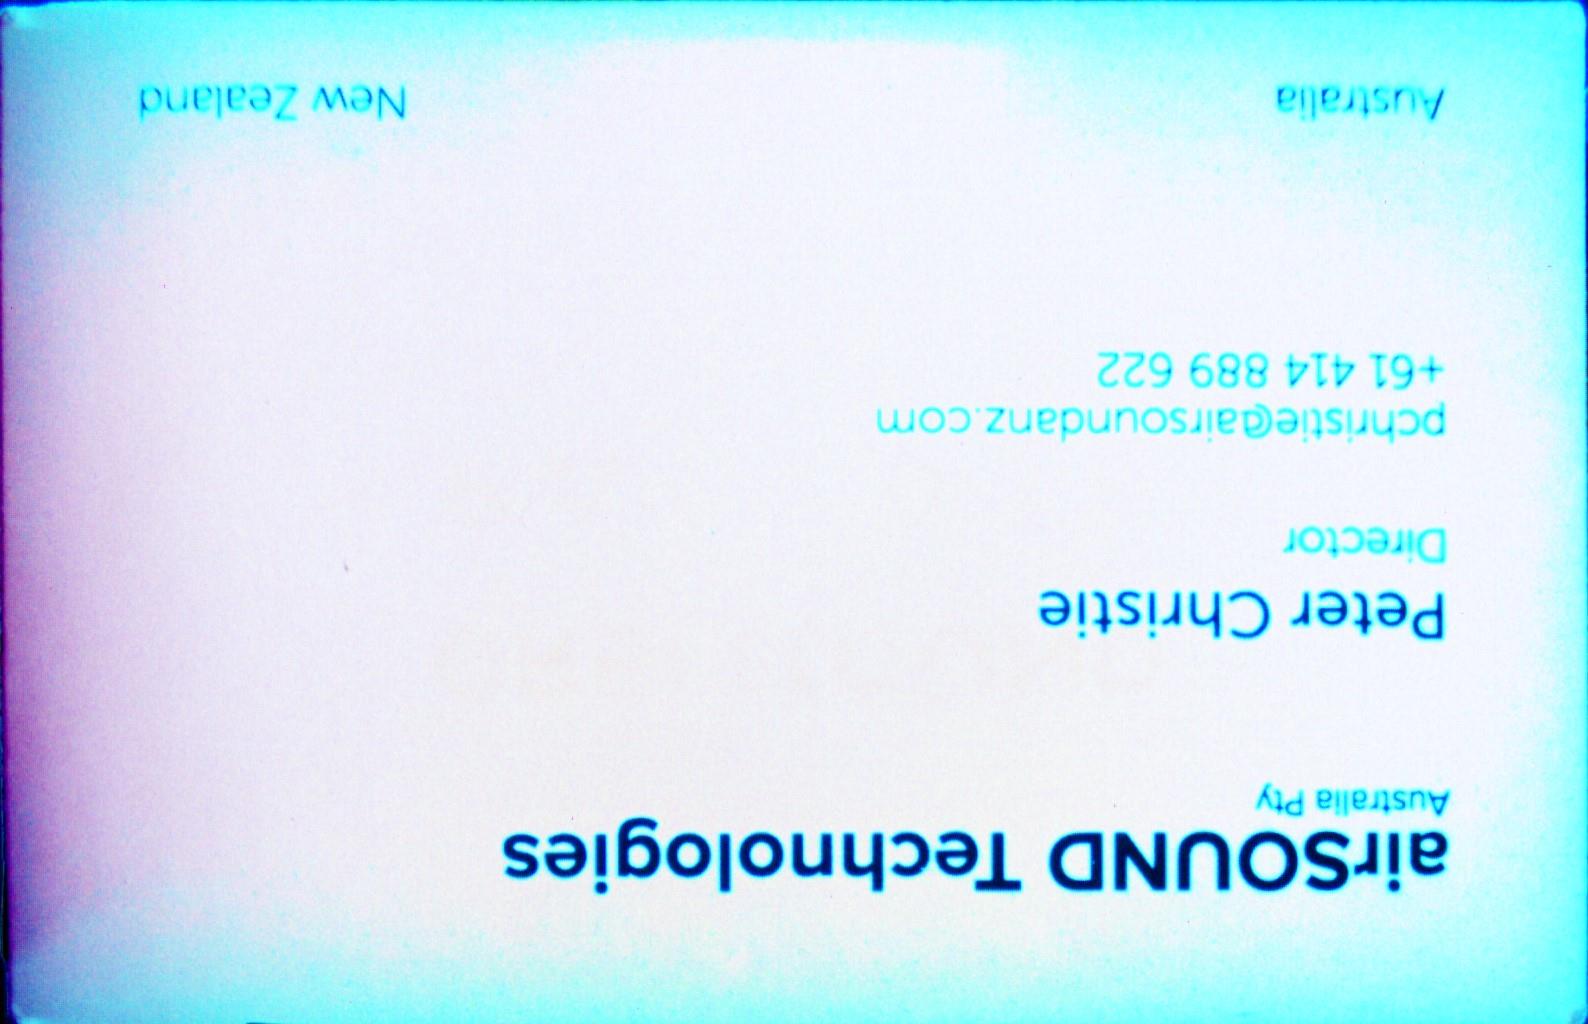 airSOUND Technologies
Australia Pty
Peter Christie
Director
pchristie@airsoundanz.com
+61 414 889 622
Australia
New Zealand